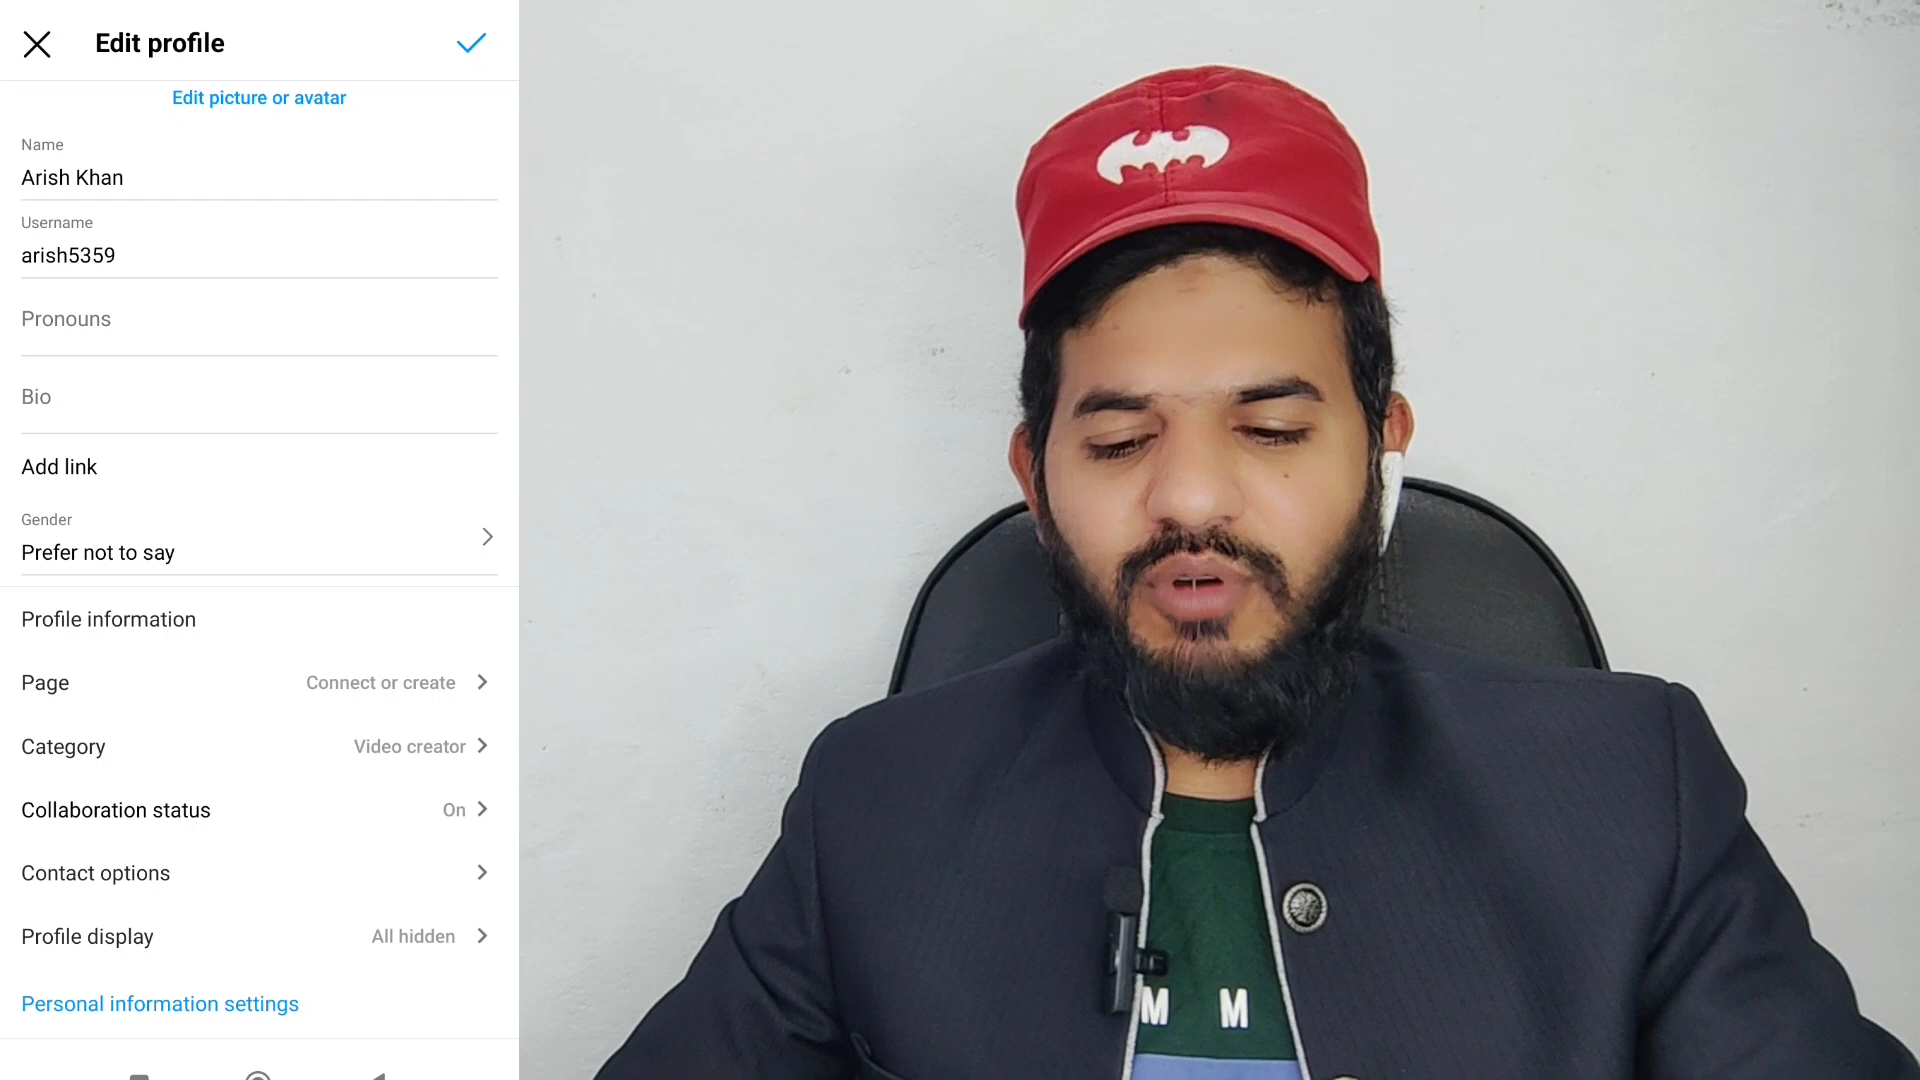 Edit profile
Edit picture or avatar
Name
Arish Khan
Username
arish5359
Pronouns
Bio
Add link
Gender
Prefer not to say
Profile information
Page Connect or create
Category Video creator
Collaboration status On
Contact options
Profile display All hidden
Personal information settings
M M